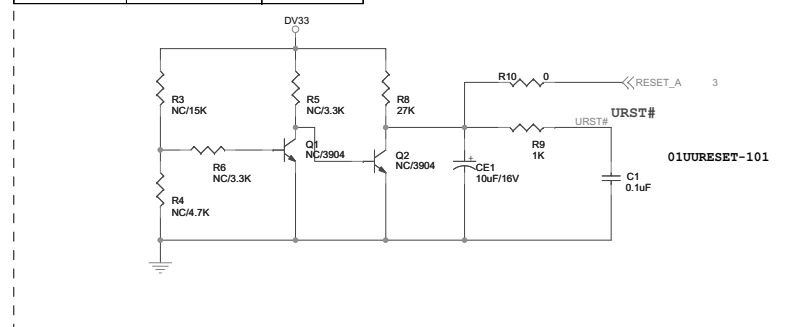 DV33
R10 0
RESET_A 3
R3
NC/15K
R5
NC/3.3K
R8
27K
URST#
URST#
R6
NC/3.3K
Q1
NC/3904
Q2
NC/3904
R9
1K
01UURESET-101
CE1
10uF/16V
+
C1
0.1uF
R4
NC/4.7K